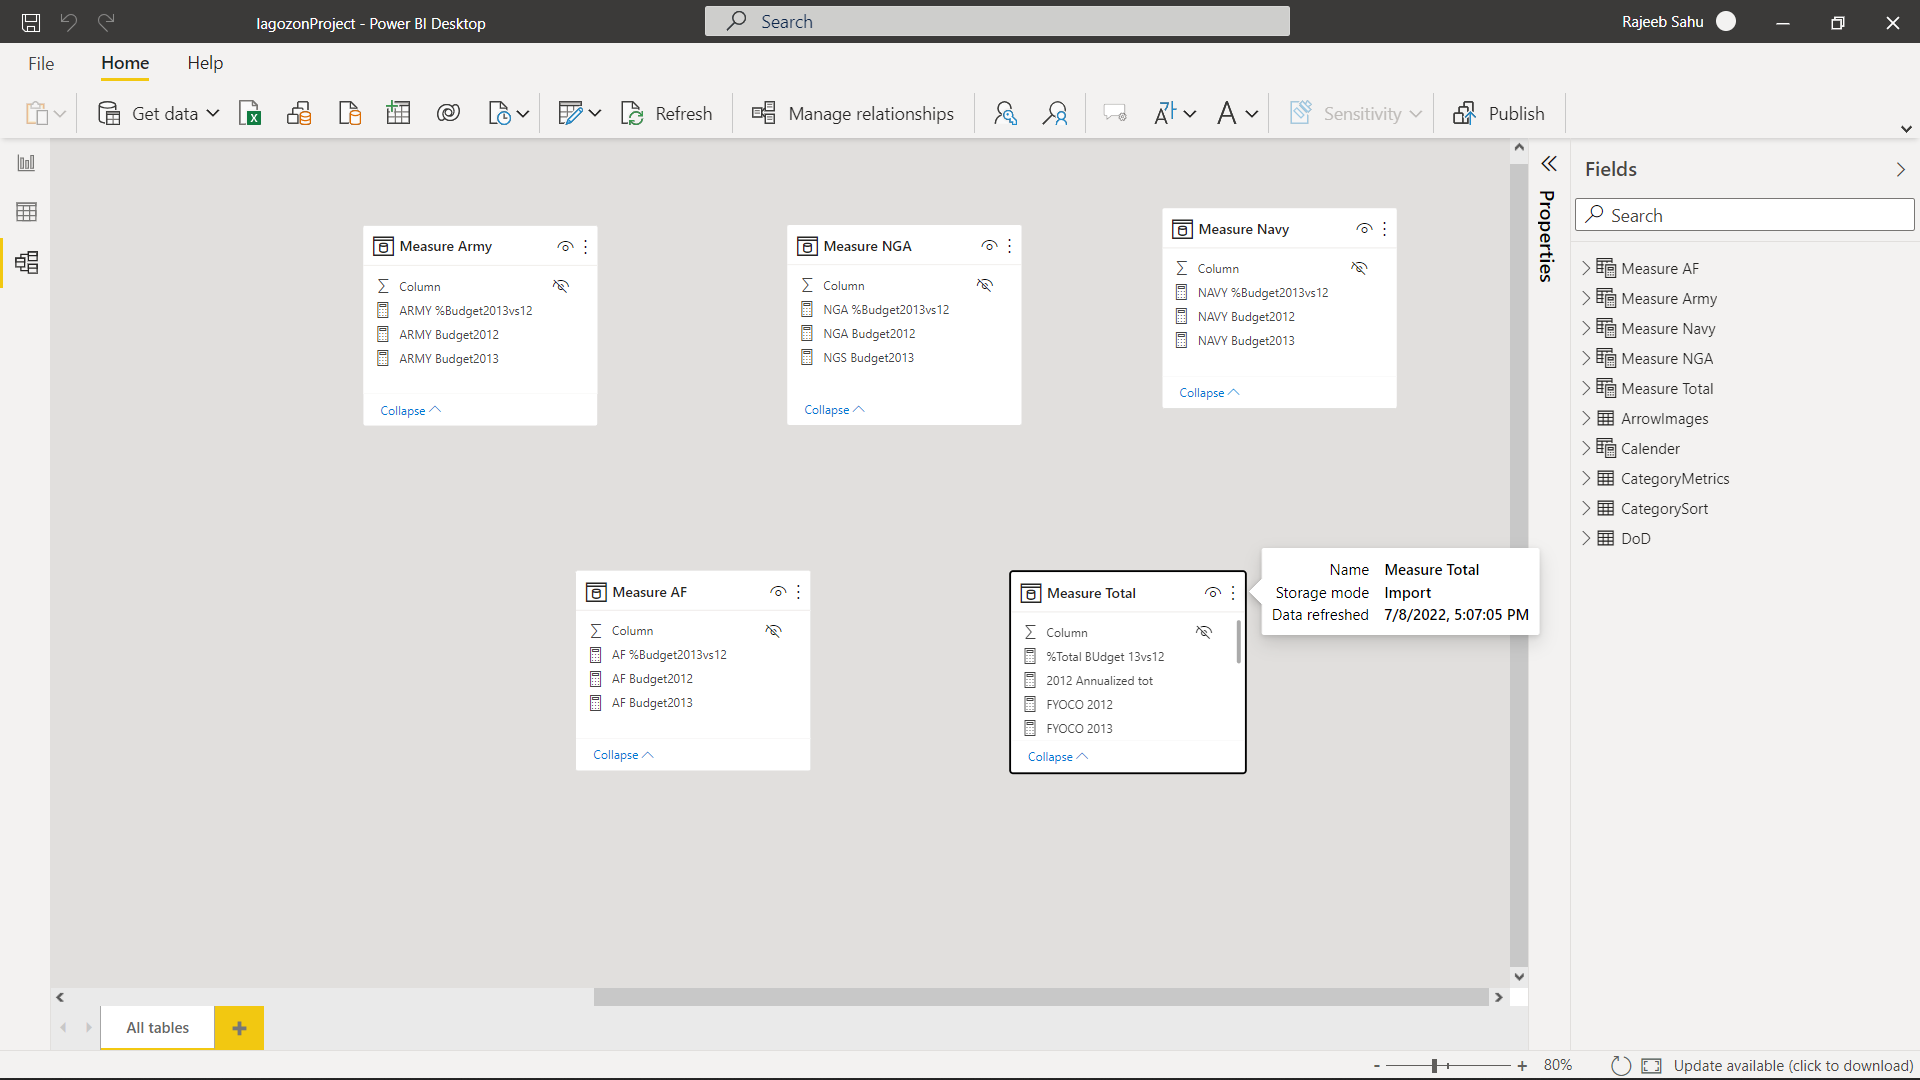 lagozonProject - Power BI Desktop
Search
Rajeeb Sahu
File
Home
Help
Get data
Refresh
Manage relationships
Sensitivity
Publish
Measure Army
Column
ARMY %Budget2013vs12
ARMY Budget2012
ARMY Budget2013
Collapse
Measure NGA
Column
NGA %Budget2013vs12
NGA Budget2012
NGS Budget2013
Collapse
Measure Navy
Column
NAVY %Budget2013vs12
NAVY Budget2012
NAVY Budget2013
Collapse
Measure AF
Column
AF %Budget2013vs12
AF Budget2012
AF Budget2013
Collapse
Measure Total
Column
%Total BUdget 13vs12
2012 Annualized tot
FYOCO 2012
FYOCO 2013
Collapse
Name Measure Total
Storage mode Import
Data refreshed 7/8/2022, 5:07:05 PM
Properties
Fields
Search
Measure AF
Measure Army
Measure Navy
Measure NGA
Measure Total
ArrowImages
Calender
CategoryMetrics
CategorySort
DoD
All tables
80%
Update available (click to download)